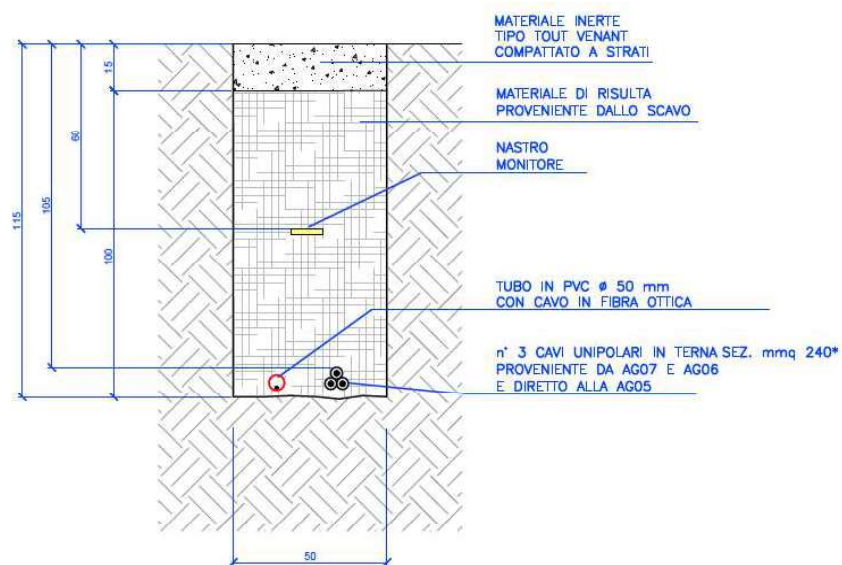 MATERIALE INERTE
TIPO TOUT VENANT
COMPATTATO A STRATI
MATERIALE DI RISULTA
PROVENIENTE DALLO SCAVO
NASTRO
MONITORE
TUBO IN PVC ø 50 mm
CON CAVO IN FIBRA OTTICA
n° 3 CAVI UNIPOLARI IN TERNA SEZ. mmq 240*
PROVENIENTE DA AG07 E AG06
E DIRETTO ALLA AG05
115
105
60
15
100
50